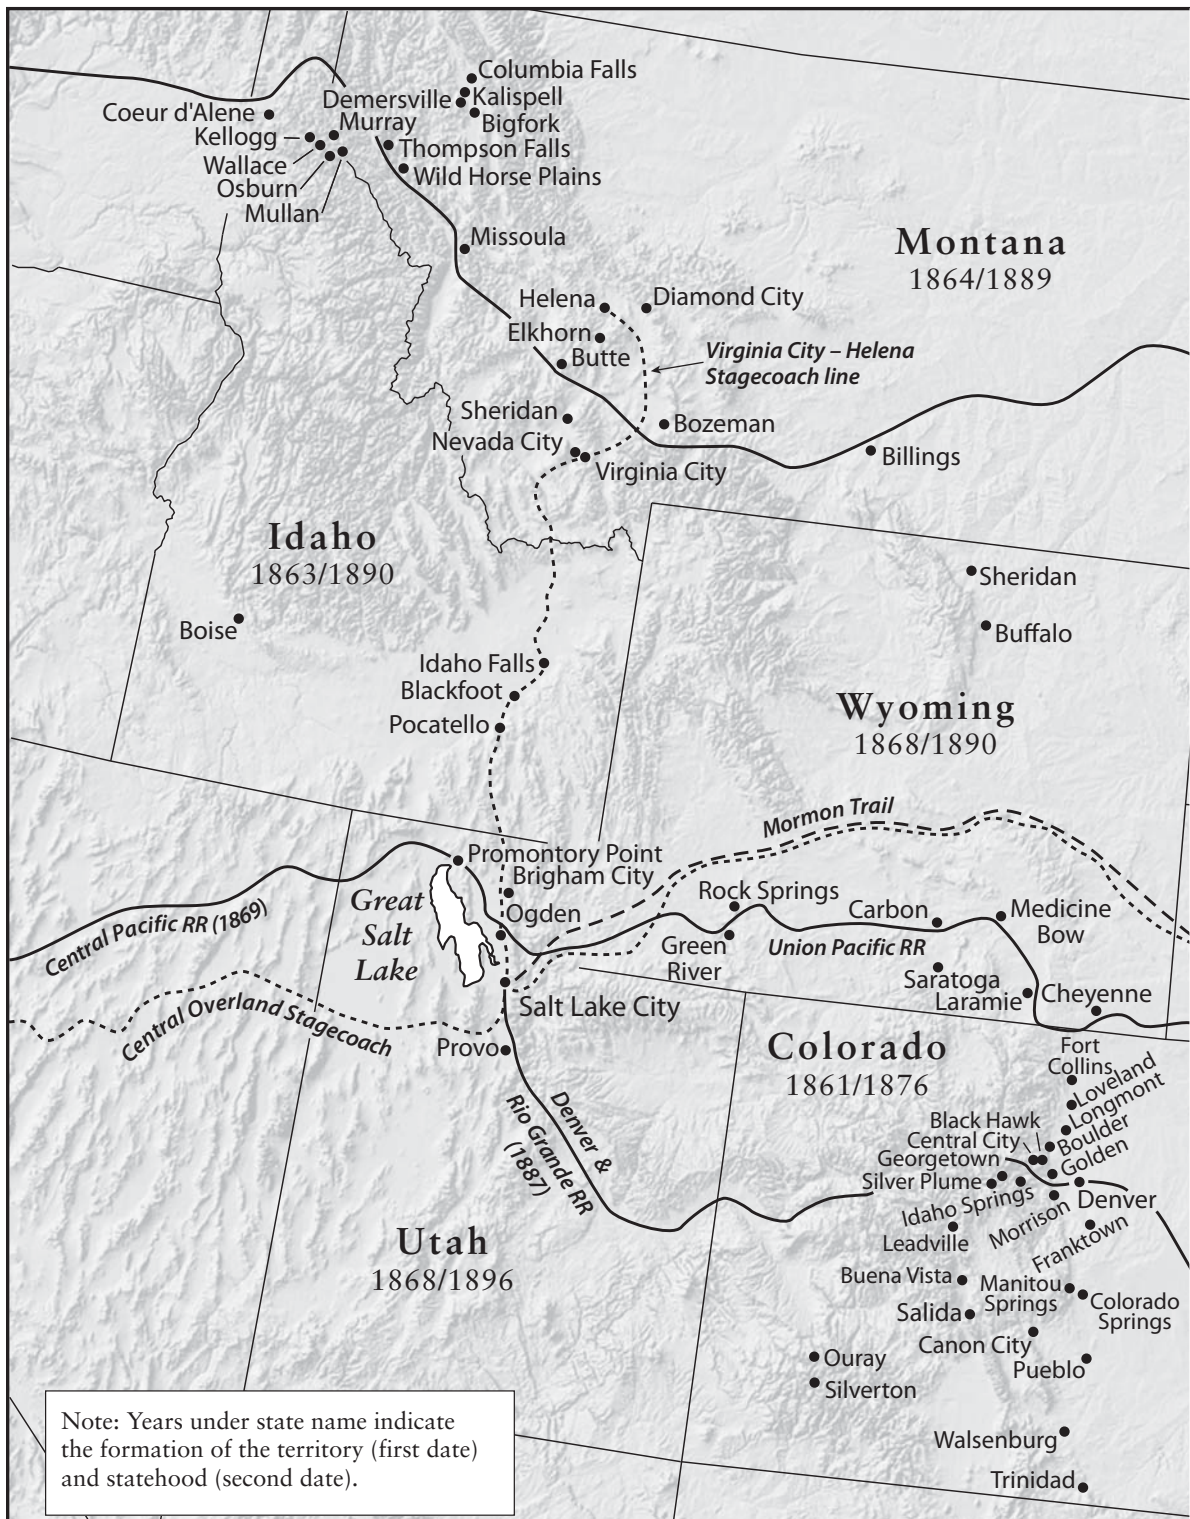 Columbia Falls
Demersville
Kalispell
Coeur d'Alene
Murray
Bigfork
Kellogg
Thompson Falls
Wallace
Wild Horse Plains
Osburn
Mullan
Missoula
Montana
1864/1889
Helena
Diamond City
Elkhorn
Butte
Virginia City – Helena
Stagecoach line
Sheridan
Bozeman
Nevada City
Billings
Virginia City
Idaho
1863/1890
Sheridan
Boise
Buffalo
Idaho Falls
Blackfoot
Pocatello
Wyoming
1868/1890
Mormon Trail
Promontory Point
Brigham City
Great
Salt
Lake
Ogden
Rock Springs
Carbon
Medicine
Bow
Central Pacific RR (1869)
Green
River
Union Pacific RR
Saratoga
Laramie
Cheyenne
Salt Lake City
Central Overland Stagecoach
Provo
Colorado
1861/1876
Fort
Collins
Loveland
Longmont
Black Hawk
Boulder
Central City
Golden
Georgetown
Silver Plume
Idaho Springs
Morrison
Denver
Franktown
Denver &
Rio Grande RR
(1887)
Utah
1868/1896
Leadville
Buena Vista
Manitou
Springs
Colorado
Springs
Salida
Canon City
Ouray
Pueblo
Silverton
Walsenburg
Trinidad
Note: Years under state name indicate
the formation of the territory (first date)
and statehood (second date).